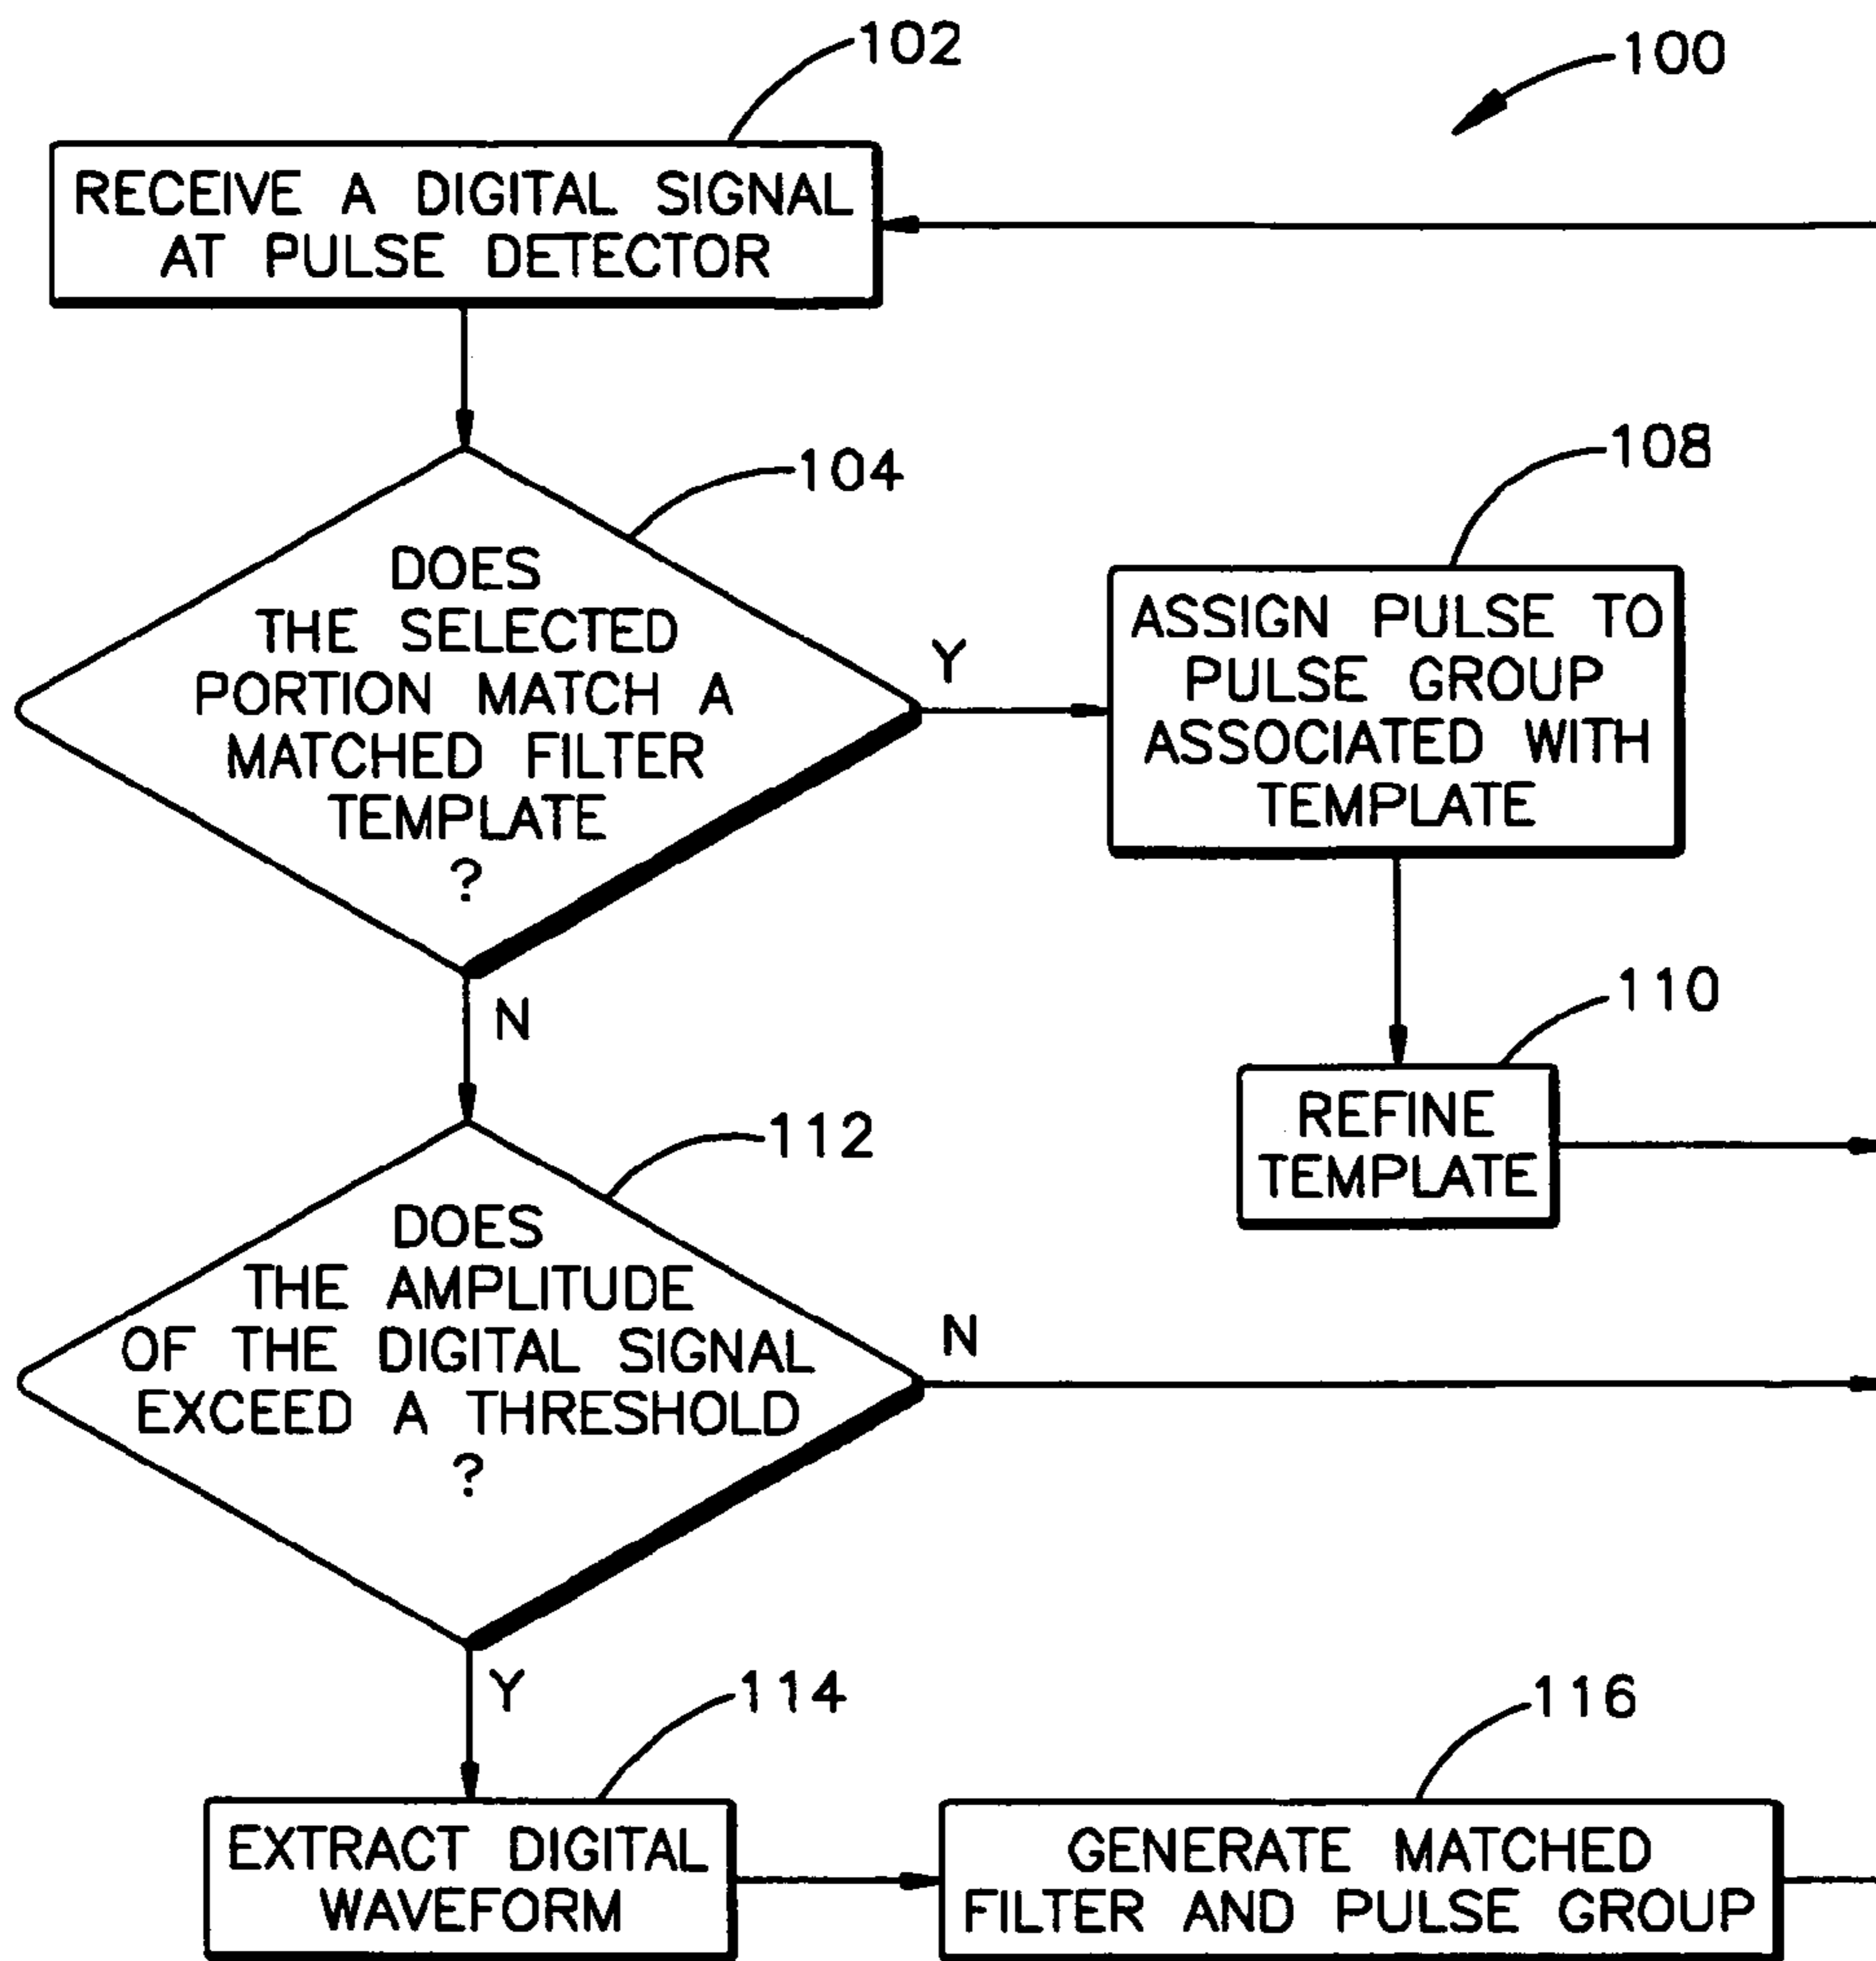 102
100
RECEIVE A DIGITAL SIGNAL
AT PULSE DETECTOR
104
DOES
THE SELECTED
PORTION MATCH A
MATCHED FILTER
TEMPLATE
?
Y
N
108
ASSIGN PULSE TO
PULSE GROUP
ASSOCIATED WITH
TEMPLATE
110
REFINE
TEMPLATE
112
DOES
THE AMPLITUDE
OF THE DIGITAL SIGNAL
EXCEED A THRESHOLD
?
N
Y
114
EXTRACT DIGITAL
WAVEFORM
116
GENERATE MATCHED
FILTER AND PULSE GROUP